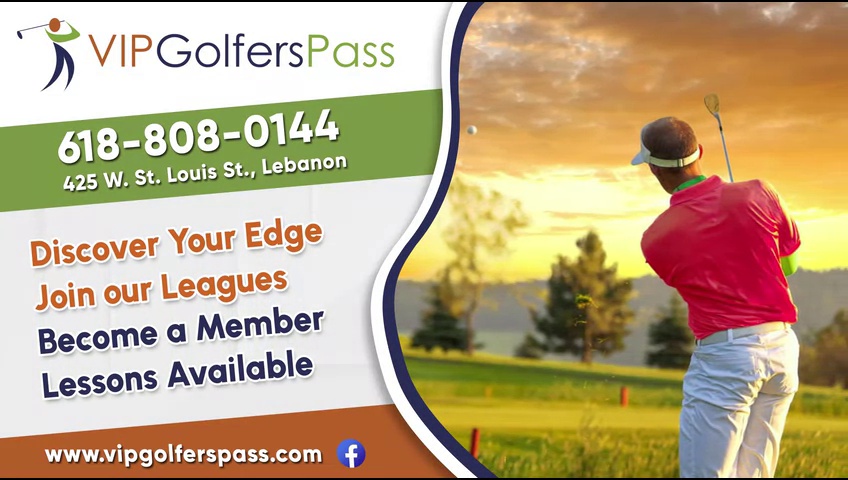 VIPGolfersPass
618-808-0144
425 W. St. Louis St., Lebanon
Discover Your Edge
Join our Leagues
Become a Member
Lessons Available
www.vipgolferspass.com